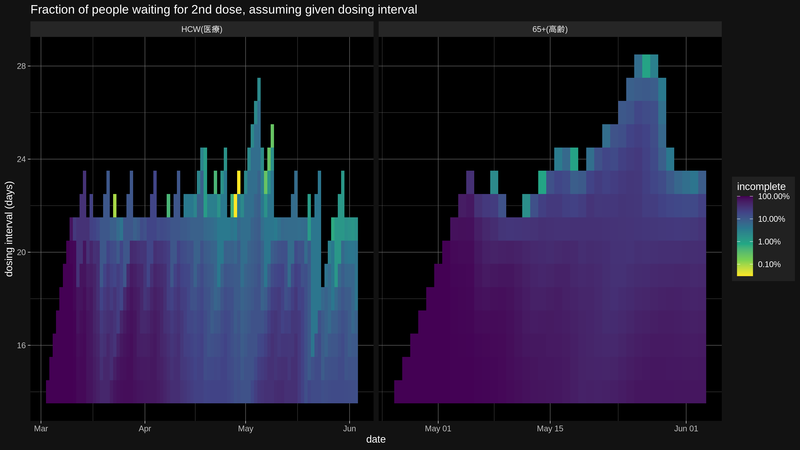 Fraction of people waiting for 2nd dose, assuming given dosing interval
HCW(医療)
65+(高齢)
28
24
20
16
dosing interval (days)
Mar
Apr
May
Jun
May 01
May 15
Jun 01
date
incomplete
100.00%
10.00%
1.00%
0.10%